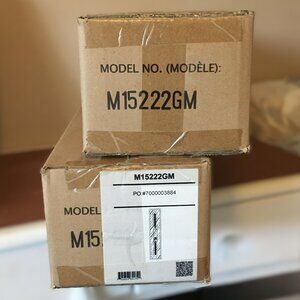 MODEL NO. (MODÈLE):
M15222GM
M15222GM
PO:#7000003884
MODEL
M15